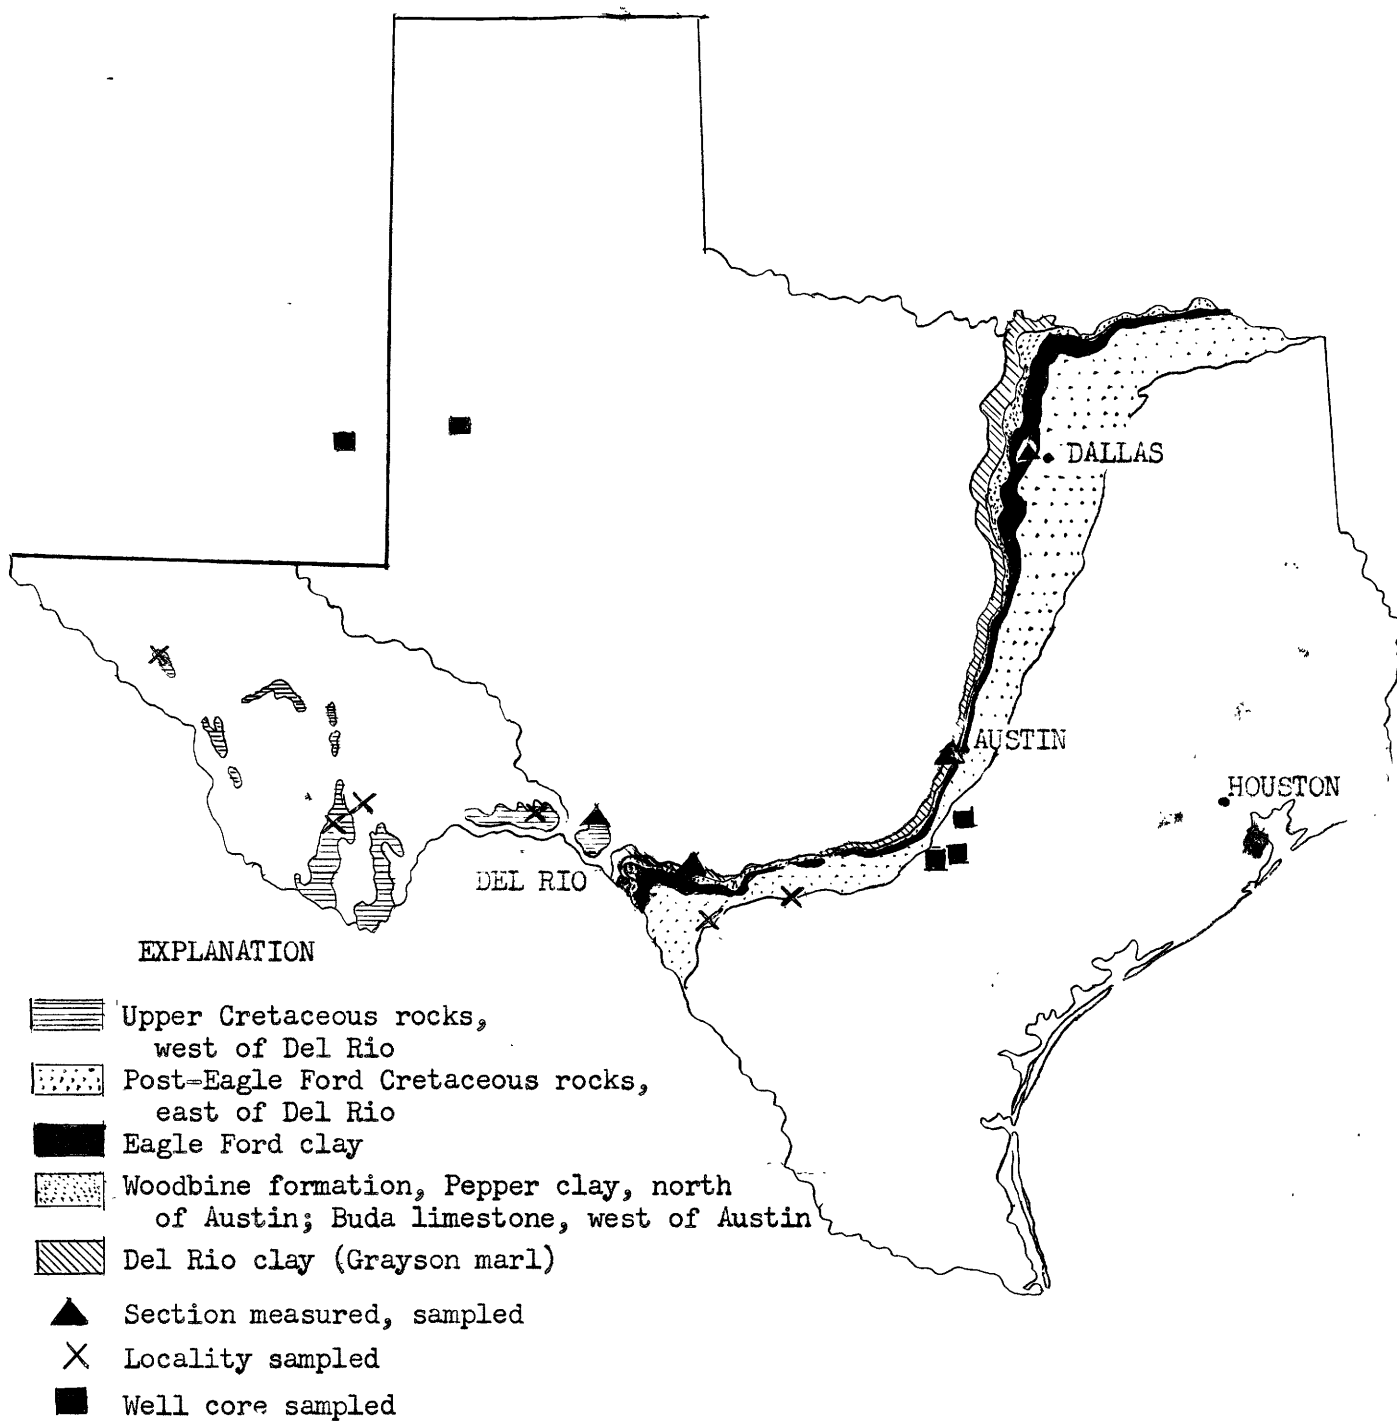 DALLAS
AUSTIN
HOUSTON
DEL RIO
EXPLANATION
Upper Cretaceous rocks,
west of Del Rio
Post-Eagle Ford Cretaceous rocks,
east of Del Rio
Eagle Ford clay
Woodbine formation, Pepper clay, north
of Austin; Buda limestone, west of Austin
Del Rio clay (Grayson marl)
Section measured, sampled
Locality sampled
Well core sampled